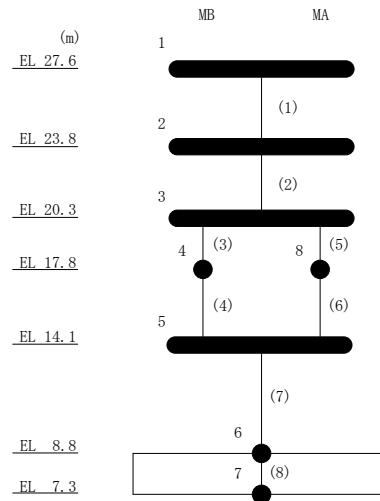 MB MA
(m)
1
EL 27.6
(1)
2
EL 23.8
(2)
3
EL 20.3
4 (3) 8 (5)
EL 17.8
(4) (6)
5
EL 14.1
(7)
6
EL 8.8
7 (8)
EL 7.3